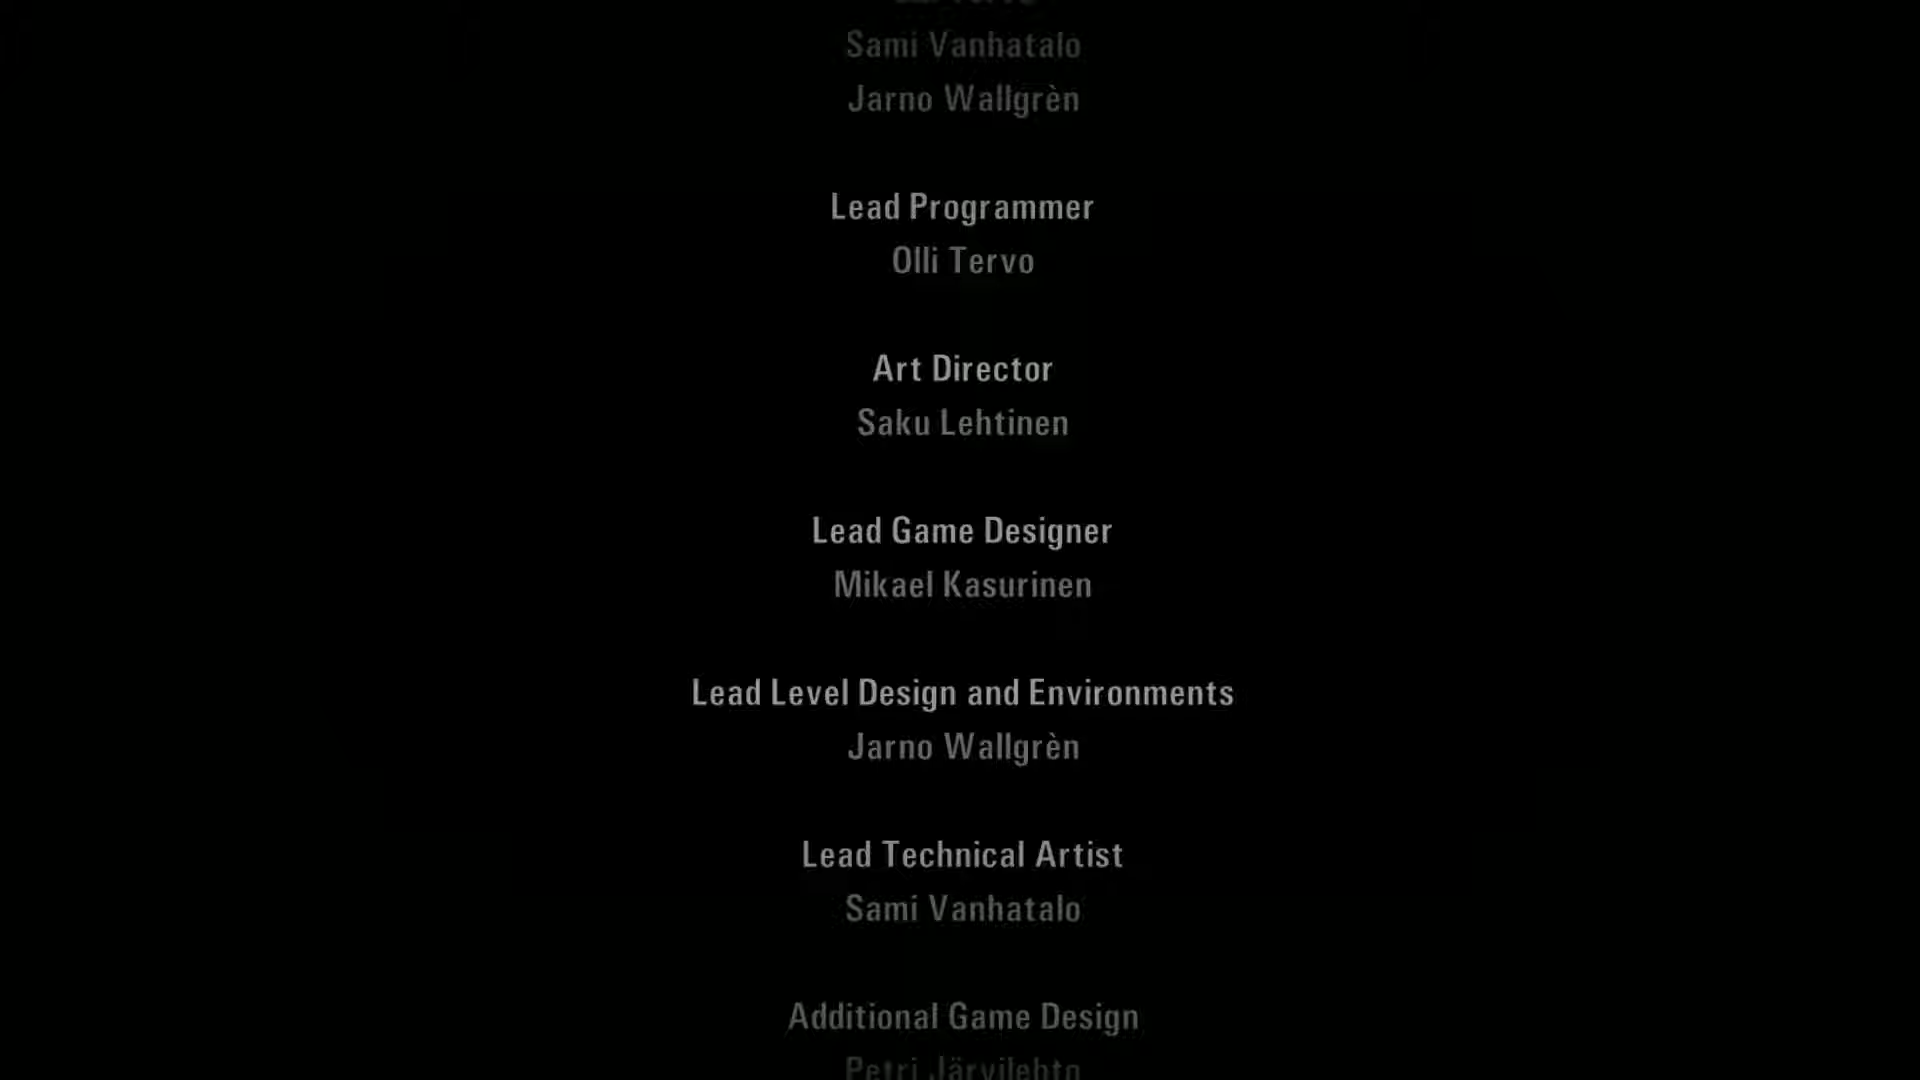 Sami Vanhatalo
Jarno Wallgrèn
Lead Programmer
Olli Tervo
Art Director
Saku Lehtinen
Lead Game Designer
Mikael Kasurinen
Lead Level Design and Environments
Jarno Wallgrèn
Lead Technical Artist
Sami Vanhatalo
Additional Game Design
Petri Järvilehto